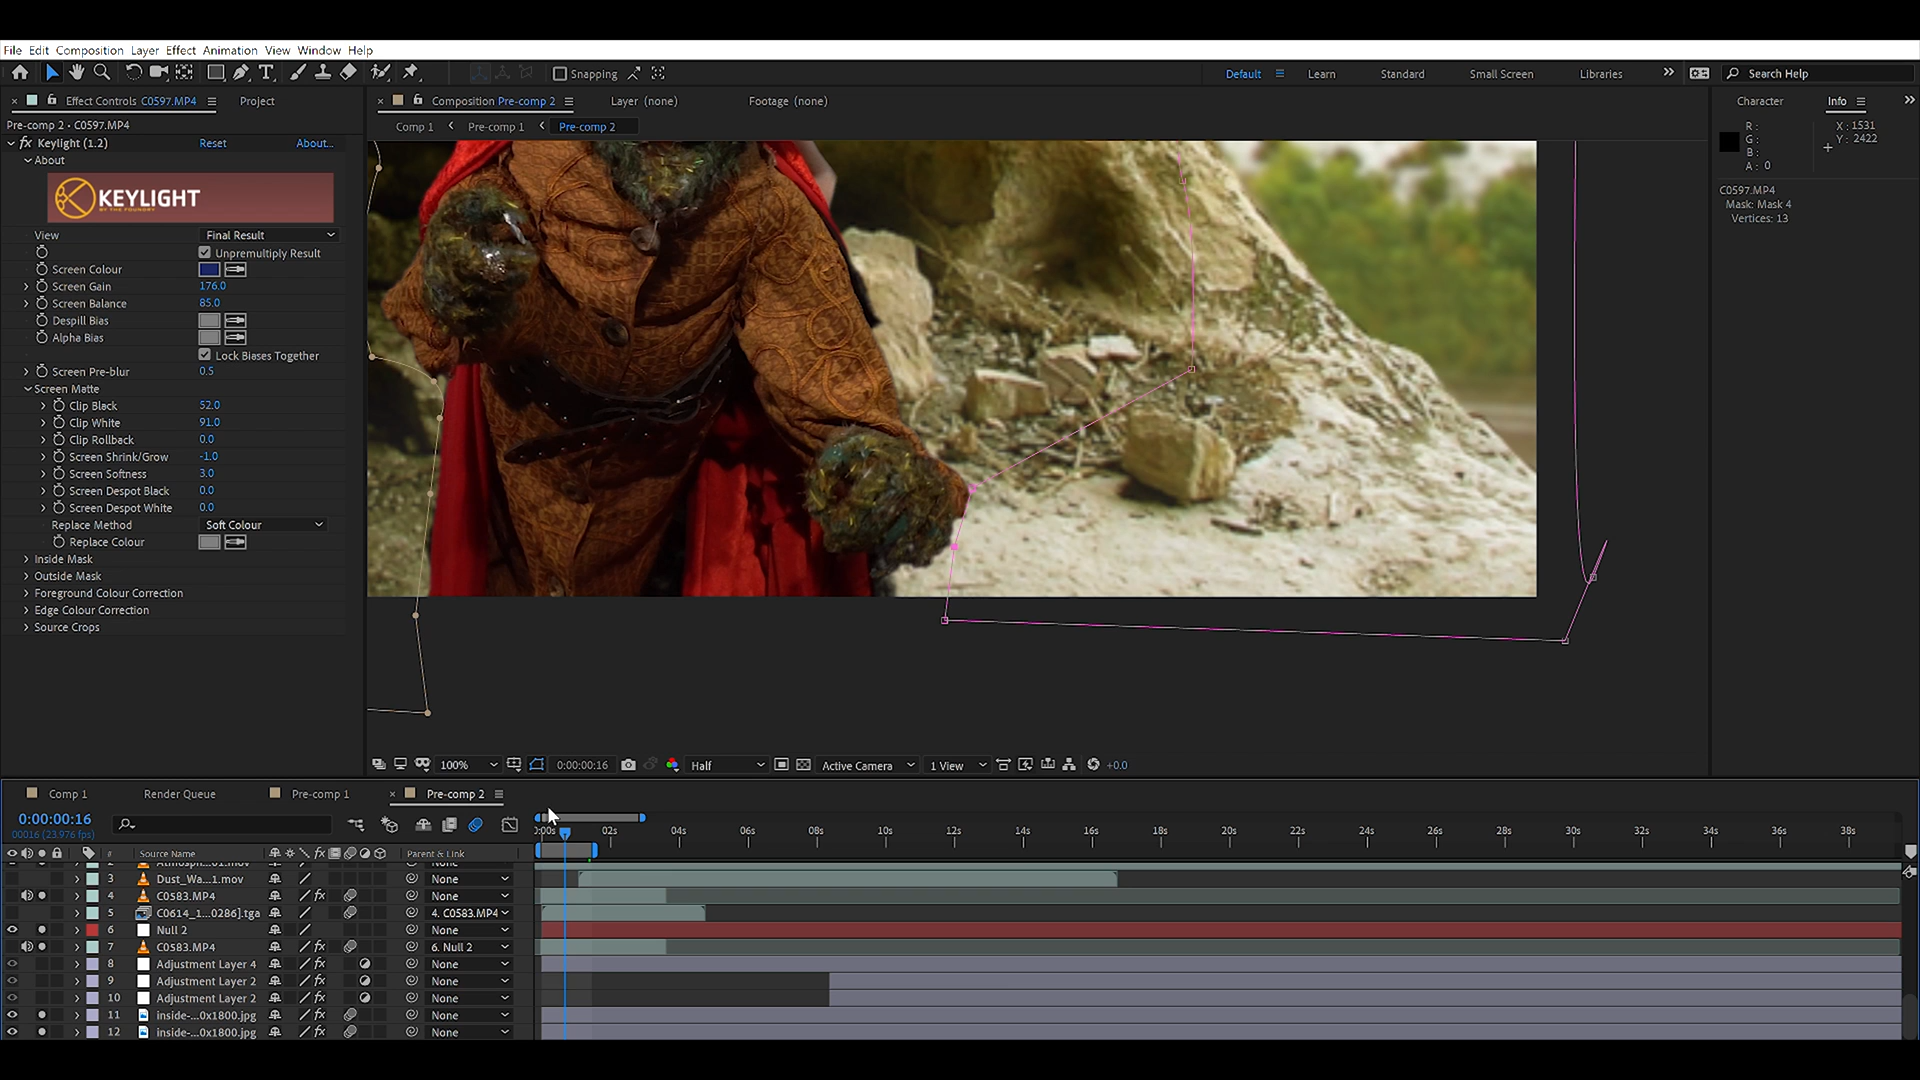 File Edit Composition Layer Effect Animation View Window Help
Snapping
Default Learn Standard Small Screen Libraries
Search Help
Effect Controls C0597.MP4
Project
Composition Pre-comp 2
Layer (none)
Footage (none)
Character
Info
Pre-comp 2 • C0597.MP4
Comp 1
Pre-comp 1
Pre-comp 2
R :
G :
B :
A : 0
X : 1531
Y : 2422
C0597.MP4
Mask: Mask 4
Vertices: 13
fx Keylight (1.2) Reset About...
About
KEYLIGHT
BY THE FOUNDRY
View Final Result
Unpremultiply Result
Screen Colour
Screen Gain 176.0
Screen Balance 85.0
Despill Bias
Alpha Bias
Lock Biases Together
Screen Pre-blur 0.5
Screen Matte
Clip Black 52.0
Clip White 91.0
Clip Rollback 0.0
Screen Shrink/Grow -1.0
Screen Softness 3.0
Screen Despot Black 0.0
Screen Despot White 0.0
Replace Method Soft Colour
Replace Colour
Inside Mask
Outside Mask
Foreground Colour Correction
Edge Colour Correction
Source Crops
100% 0:00:00:16 Half Active Camera 1 View +0.0
Comp 1 Render Queue Pre-comp 1 Pre-comp 2
0:00:00:16
00016 (23.976 fps)
:00s 02s 04s 06s 08s 10s 12s 14s 16s 18s 20s 22s 24s 26s 28s 30s 32s 34s 36s 38s
# Source Name fx Parent & Link
3 Dust_Wa...1.mov None
4 C0583.MP4 fx None
5 C0614_1...0286].tga 4. C0583.MP4
6 Null 2 None
7 C0583.MP4 fx 6. Null 2
8 Adjustment Layer 4 fx None
9 Adjustment Layer 2 fx None
10 Adjustment Layer 2 fx None
11 inside-...0x1800.jpg fx None
12 inside-...0x1800.jpg fx None